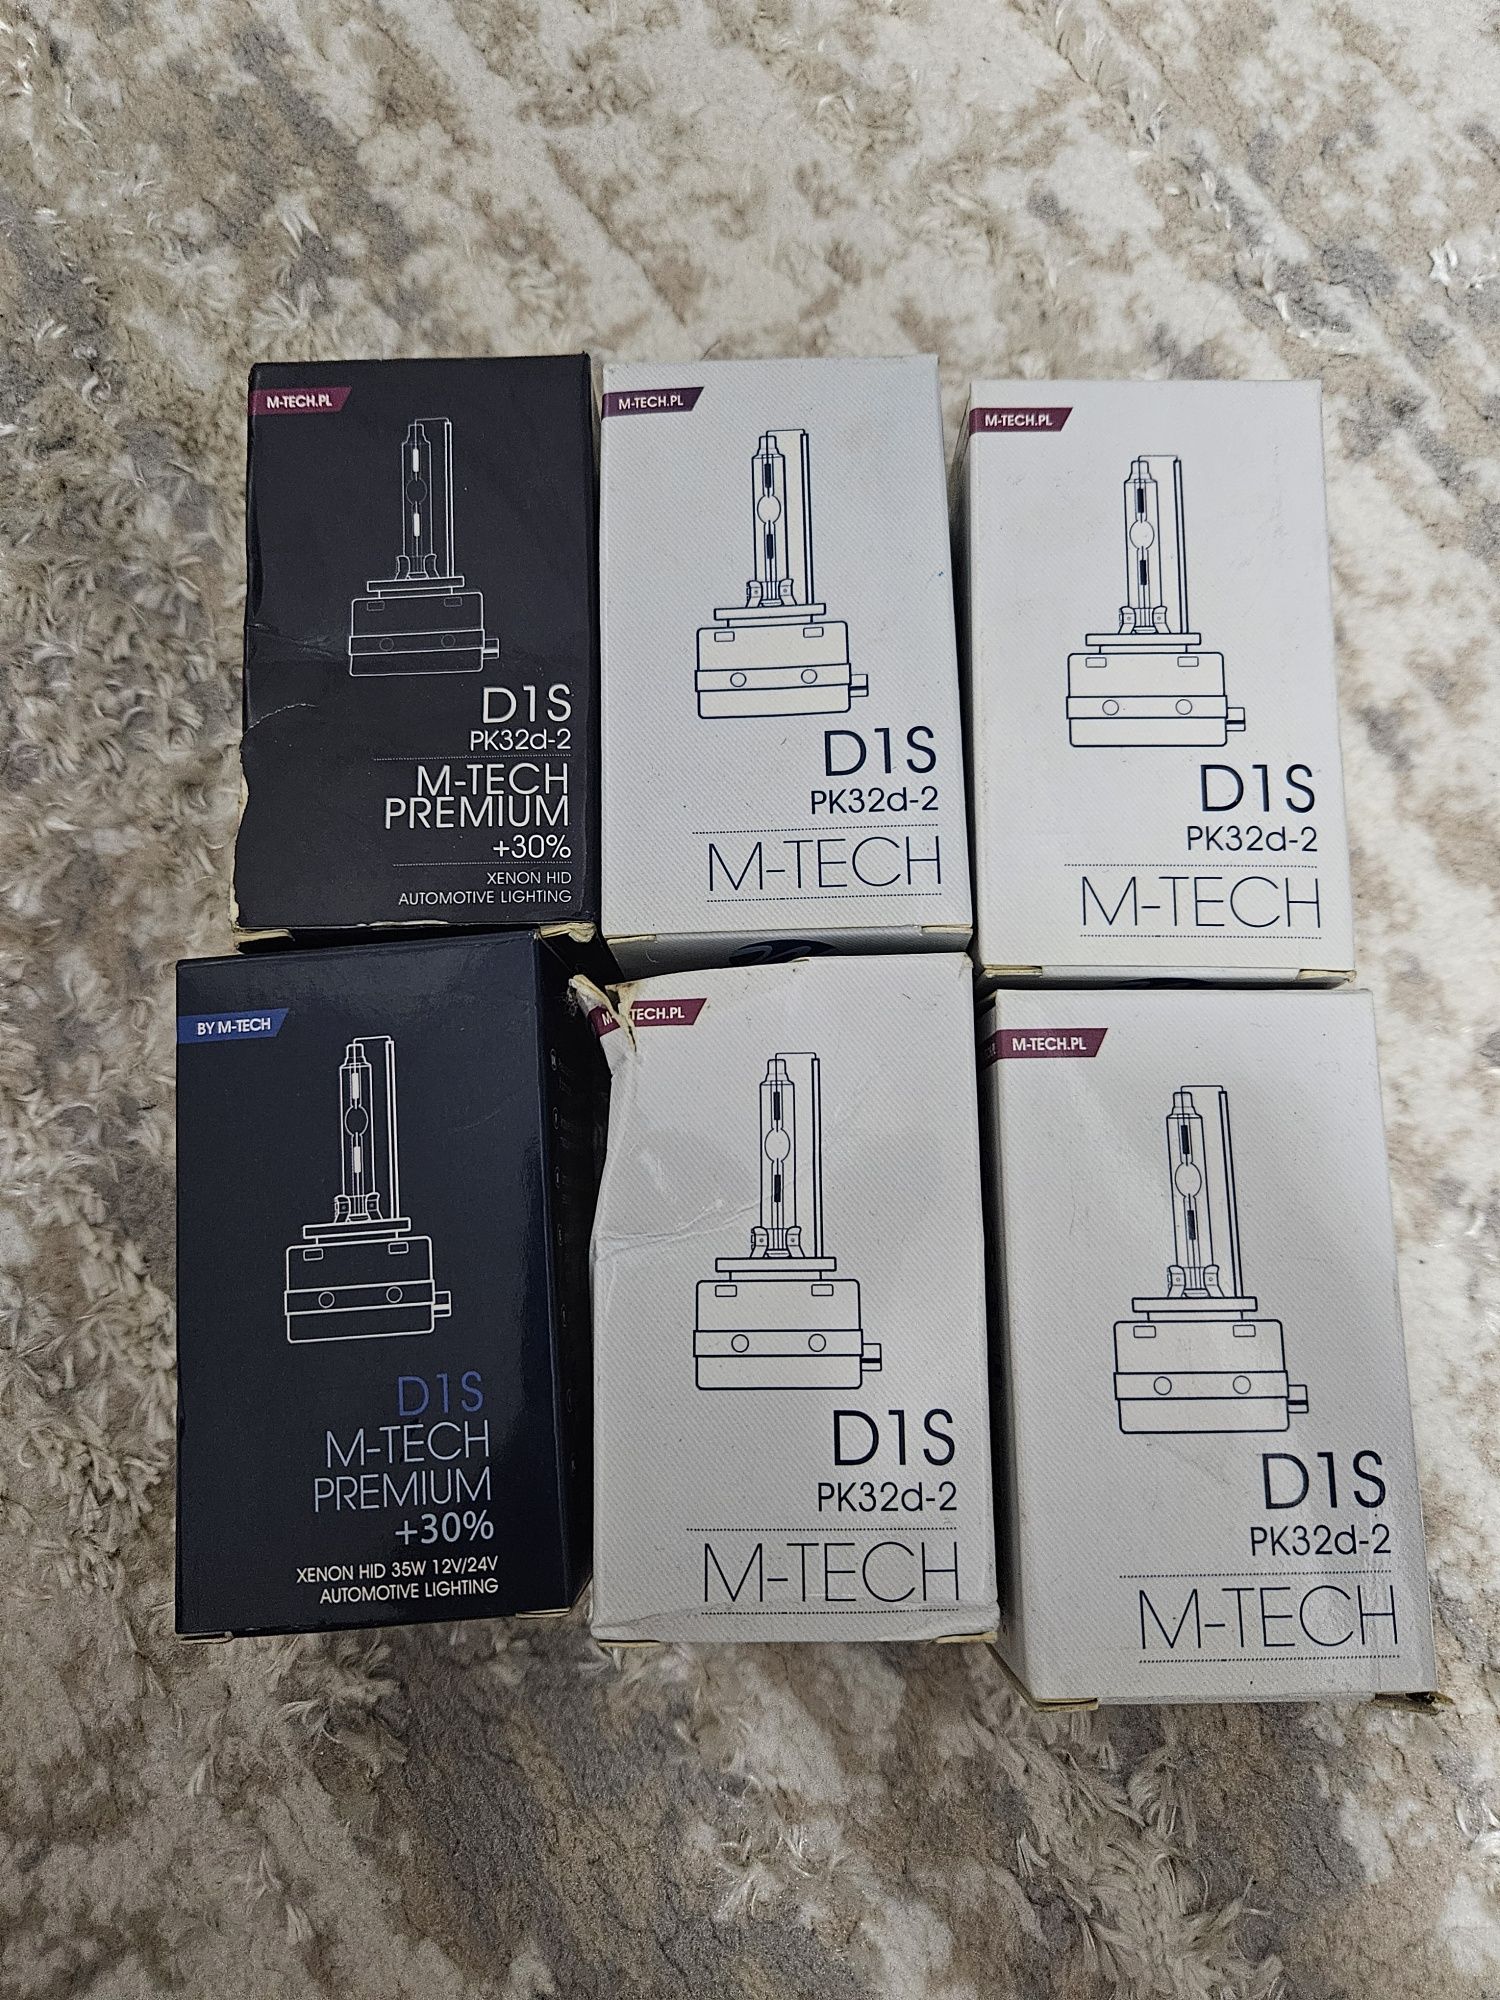 M-TECH.PL
D1S
PK32d-2
M-TECH
PREMIUM
+30%
XENON HID
AUTOMOTIVE LIGHTING
M-TECH.PL
D1S
PK32d-2
M-TECH
M-TECH.PL
D1S
PK32d-2
M-TECH
BY M-TECH
D1S
M-TECH
PREMIUM
+30%
XENON HID 35W 12V/24V
AUTOMOTIVE LIGHTING
TECH.PL
D1S
PK32d-2
M-TECH
M-TECH.PL
D1S
PK32d-2
M-TECH